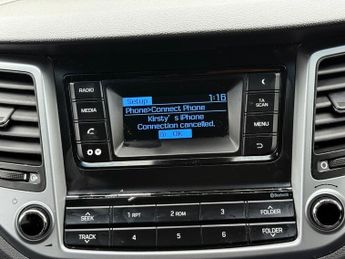 RADIO
Setup 1:16
TA
SCAN
Phone>Connect Phone
MEDIA
Kirsty's iPhone
Connection cancelled.
MENU
OK
Bluetooth
SEEK
1 RPT
2 RDM
3
FOLDER
TRACK
4
5
6
FOLDER